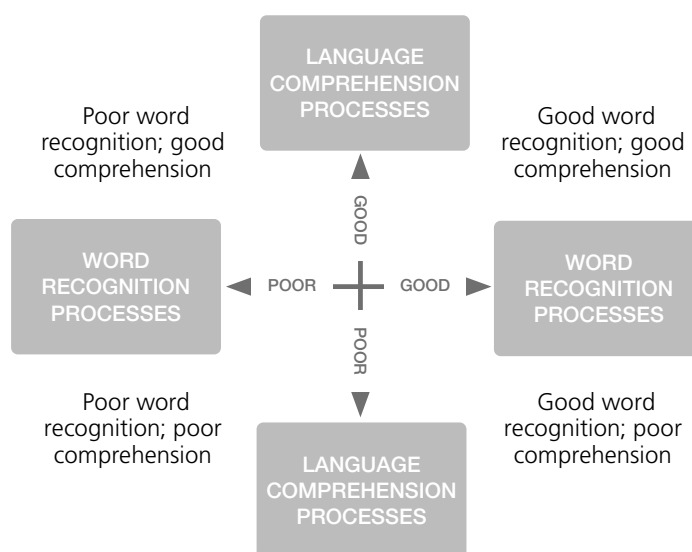 LANGUAGE
COMPREHENSION
PROCESSES
Poor word
recognition; good
comprehension
Good word
recognition; good
comprehension
GOOD
WORD
RECOGNITION
PROCESSES
POOR
GOOD
WORD
RECOGNITION
PROCESSES
POOR
Poor word
recognition; poor
comprehension
Good word
recognition; poor
comprehension
LANGUAGE
COMPREHENSION
PROCESSES